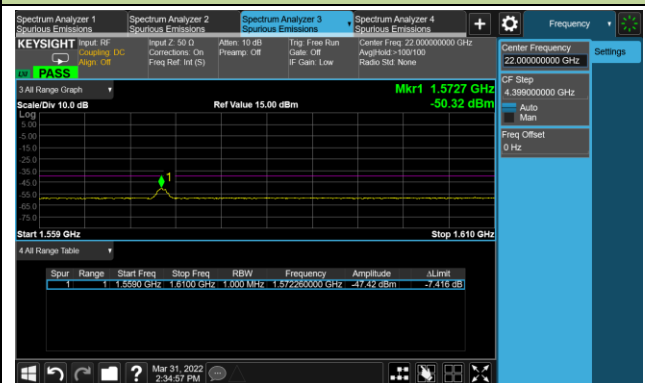 Spectrum Analyzer 1
Spurious Emissions
Spectrum Analyzer 2
Spurious Emissions
Spectrum Analyzer 3
Spurious Emissions
Spectrum Analyzer 4
Spurious Emissions
+
Frequency
KEYSIGHT
Input: RF
Coupling: DC
Align: Off
Input Z: 50 Ω
Corrections: On
Freq Ref: Int (S)
Atten: 10 dB
Preamp: Off
Trig: Free Run
Gate: Off
IF Gain: Low
Center Freq: 22.000000000 GHz
Avg|Hold:>100/100
Radio Std: None
PASS
Center Frequency
22.000000000 GHz
Settings
CF Step
4.399000000 GHz
Auto
Man
Freq Offset
0 Hz
3 All Range Graph
Mkr1 1.5727 GHz
-50.32 dBm
Scale/Div 10.0 dB
Ref Value 15.00 dBm
Log
5.00
-5.00
-15.0
-25.0
-35.0
-45.0
-55.0
-65.0
-75.0
1
Start 1.559 GHz
Stop 1.610 GHz
4 All Range Table
Spur Range Start Freq Stop Freq RBW Frequency Amplitude ΔLimit
1 1 1.5590 GHz 1.6100 GHz 1.000 MHz 1.572260000 GHz -47.42 dBm -7.416 dB
?
Mar 31, 2022
2:34:57 PM